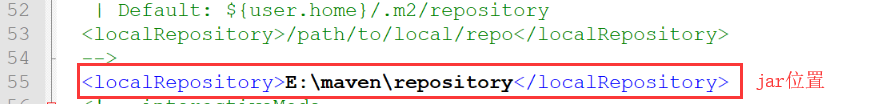 52 | Default: ${user.home}/.m2/repository
53 <localRepository>/path/to/local/repo</localRepository>
54 -->
55 <localRepository>E:\maven\repository</localRepository> jar位置
56 <!-- interactiveMode